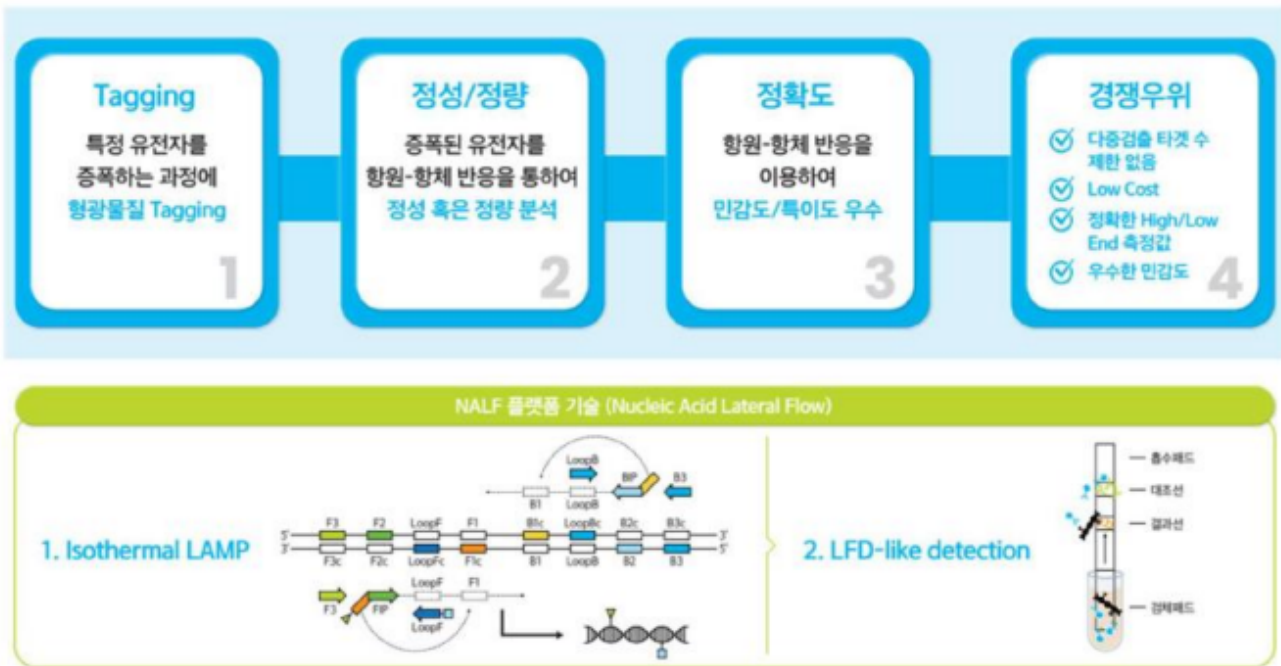 Tagging
특정 유전자를
증폭하는 과정에
형광물질 Tagging
1
정성/정량
증폭된 유전자를
항원-항체 반응을 통하여
정성 혹은 정량 분석
2
정확도
항원-항체 반응을
이용하여
민감도/특이도 우수
3
경쟁우위
다중검출 타겟 수
제한 없음
Low Cost
정확한 High/Low
End 측정값
우수한 민감도
4
NALF 플랫폼 기술 (Nucleic Acid Lateral Flow)
1. Isothermal LAMP
LoopB
BIP
B3
B1
LoopB
F3
F2
LoopF
F1
B1c
LoopBc
B2c
B3c
5'
3'
3'
5'
F3c
F2c
LoopFc
F1c
B1
LoopB
B2
B3
LoopF
F1
F3
FIP
LoopF
2. LFD-like detection
흡수패드
대조선
결과선
검체패드